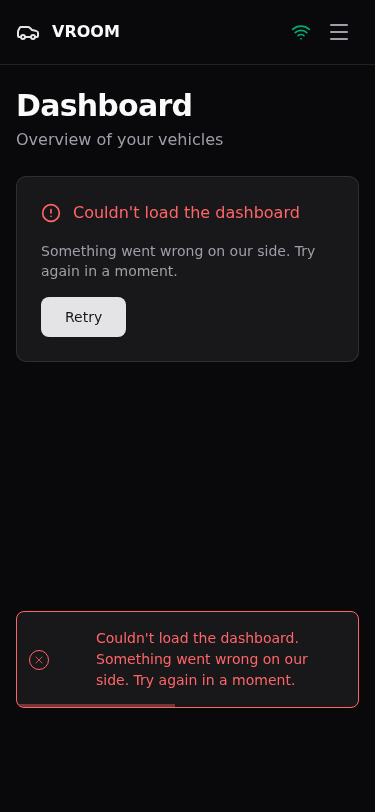 VROOM
Dashboard
Overview of your vehicles
Couldn't load the dashboard
Something went wrong on our side. Try
again in a moment.
Retry
Couldn't load the dashboard.
Something went wrong on our
side. Try again in a moment.